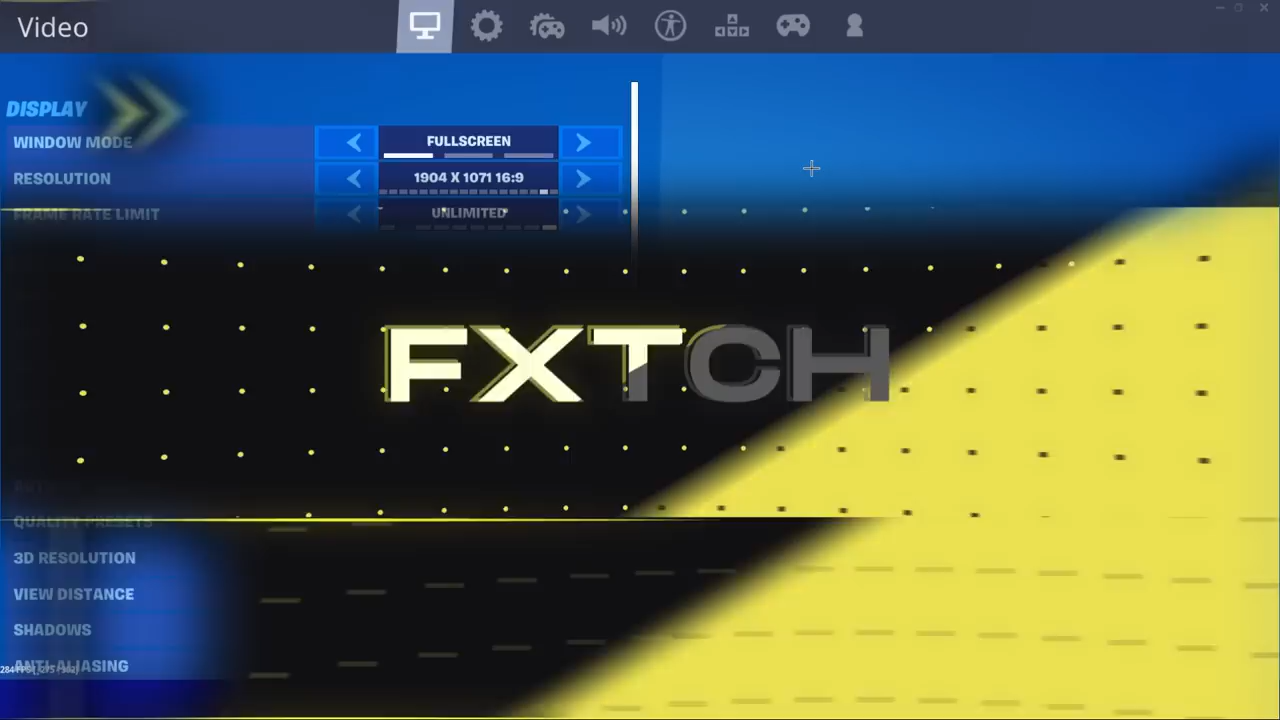 Video
DISPLAY
WINDOW MODE
FULLSCREEN
RESOLUTION
1904 X 1071 16:9
FRAME RATE LIMIT
UNLIMITED
FXTCH
QUALITY PRESETS
3D RESOLUTION
VIEW DISTANCE
SHADOWS
ANTI-ALIASING